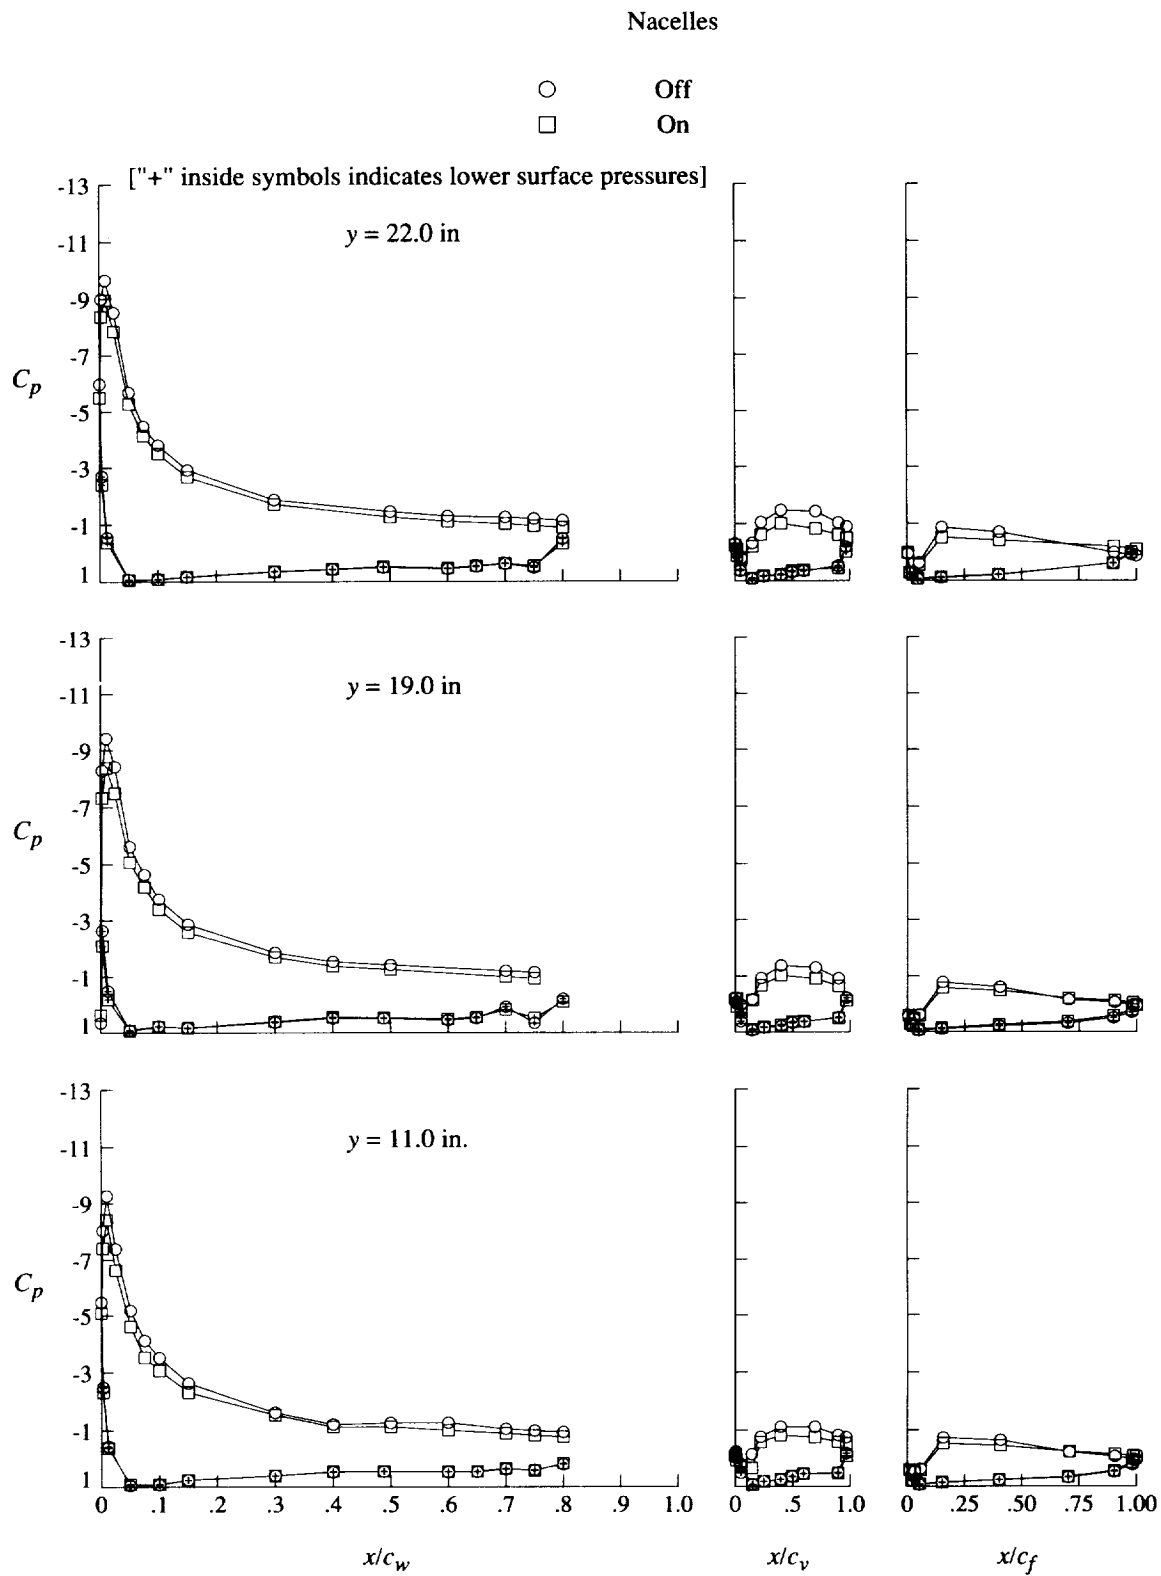 Nacelles
Off
On
["+" inside symbols indicates lower surface pressures]
-13
y = 22.0 in
-11
-9
-7
C_p
-5
-3
-1
1
-13
y = 19.0 in
-11
-9
-7
C_p
-5
-3
-1
1
-13
y = 11.0 in.
-11
-9
-7
C_p
-5
-3
-1
1
0 .1 .2 .3 .4 .5 .6 .7 .8 .9 1.0 0 .5 1.0 0 .25 .50 .75 1.00
x/c_w x/c_v x/c_f